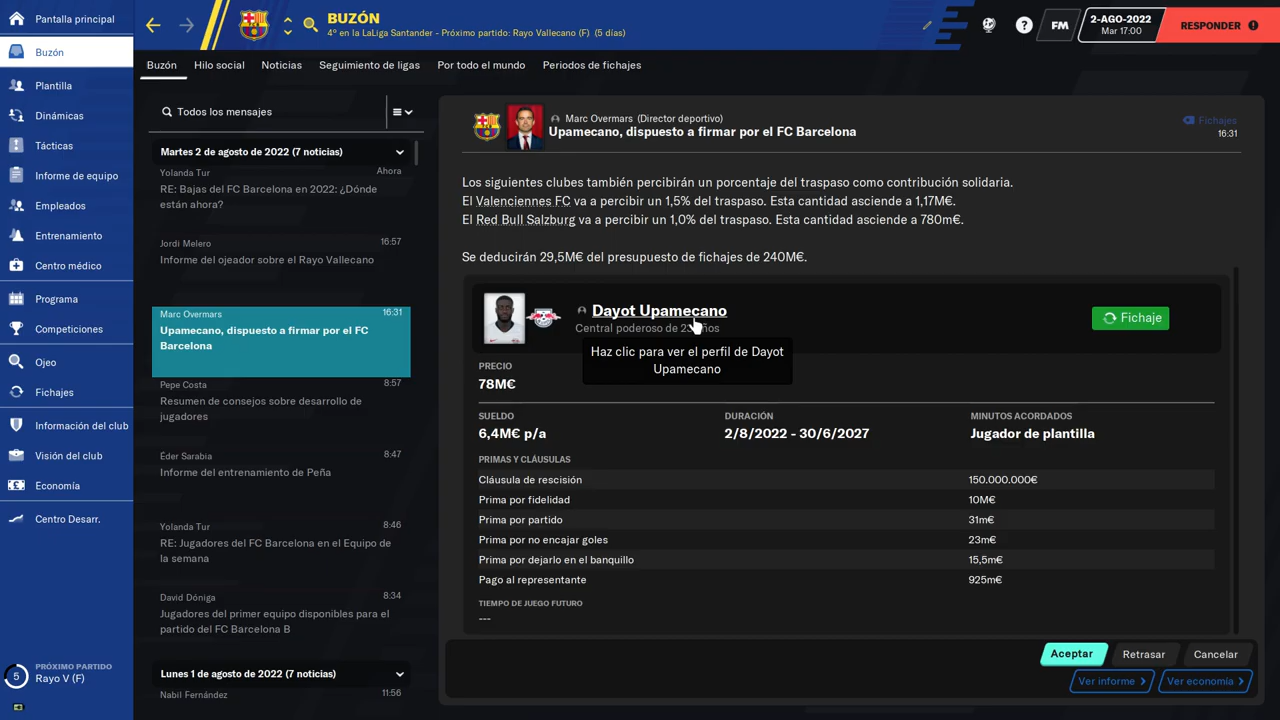 Pantalla principal
Buzón
Plantilla
Dinámicas
Tácticas
Informe de equipo
Empleados
Entrenamiento
Centro médico
Programa
Competiciones
Ojeo
Fichajes
Información del club
Visión del club
Economía
Centro Desarr.
5
PRÓXIMO PARTIDO
Rayo V (F)
BUZÓN
4º en la LaLiga Santander - Próximo partido: Rayo Vallecano (F) (5 días)
FM
2-AGO-2022
Mar 17:00
RESPONDER
Buzón Hilo social Noticias Seguimiento de ligas Por todo el mundo Periodos de fichajes
Todos los mensajes
Martes 2 de agosto de 2022 (7 noticias)
Yolanda Tur Ahora
RE: Bajas del FC Barcelona en 2022: ¿Dónde
están ahora?
Jordi Melero 16:57
Informe del ojeador sobre el Rayo Vallecano
Marc Overmars 16:31
Upamecano, dispuesto a firmar por el FC
Barcelona
Pepe Costa 8:57
Resumen de consejos sobre desarrollo de
jugadores
Éder Sarabia 8:47
Informe del entrenamiento de Peña
Yolanda Tur 8:46
RE: Jugadores del FC Barcelona en el Equipo de
la semana
David Dóniga 8:34
Jugadores del primer equipo disponibles para el
partido del FC Barcelona B
Lunes 1 de agosto de 2022 (7 noticias)
Nabil Fernández 11:56
Marc Overmars (Director deportivo)
Upamecano, dispuesto a firmar por el FC Barcelona
Fichajes
16:31
Los siguientes clubes también percibirán un porcentaje del traspaso como contribución solidaria.
El Valenciennes FC va a percibir un 1,5% del traspaso. Esta cantidad asciende a 1,17M€.
El Red Bull Salzburg va a percibir un 1,0% del traspaso. Esta cantidad asciende a 780m€.
Se deducirán 29,5M€ del presupuesto de fichajes de 240M€.
Dayot Upamecano
Central poderoso de 23 años
Fichaje
Haz clic para ver el perfil de Dayot
Upamecano
PRECIO
78M€
SUELDO DURACIÓN MINUTOS ACORDADOS
6,4M€ p/a 2/8/2022 - 30/6/2027 Jugador de plantilla
PRIMAS Y CLÁUSULAS
Cláusula de rescisión 150.000.000€
Prima por fidelidad 10M€
Prima por partido 31m€
Prima por no encajar goles 23m€
Prima por dejarlo en el banquillo 15,5m€
Pago al representante 925m€
TIEMPO DE JUEGO FUTURO
---
Aceptar Retrasar Cancelar
Ver informe Ver economía